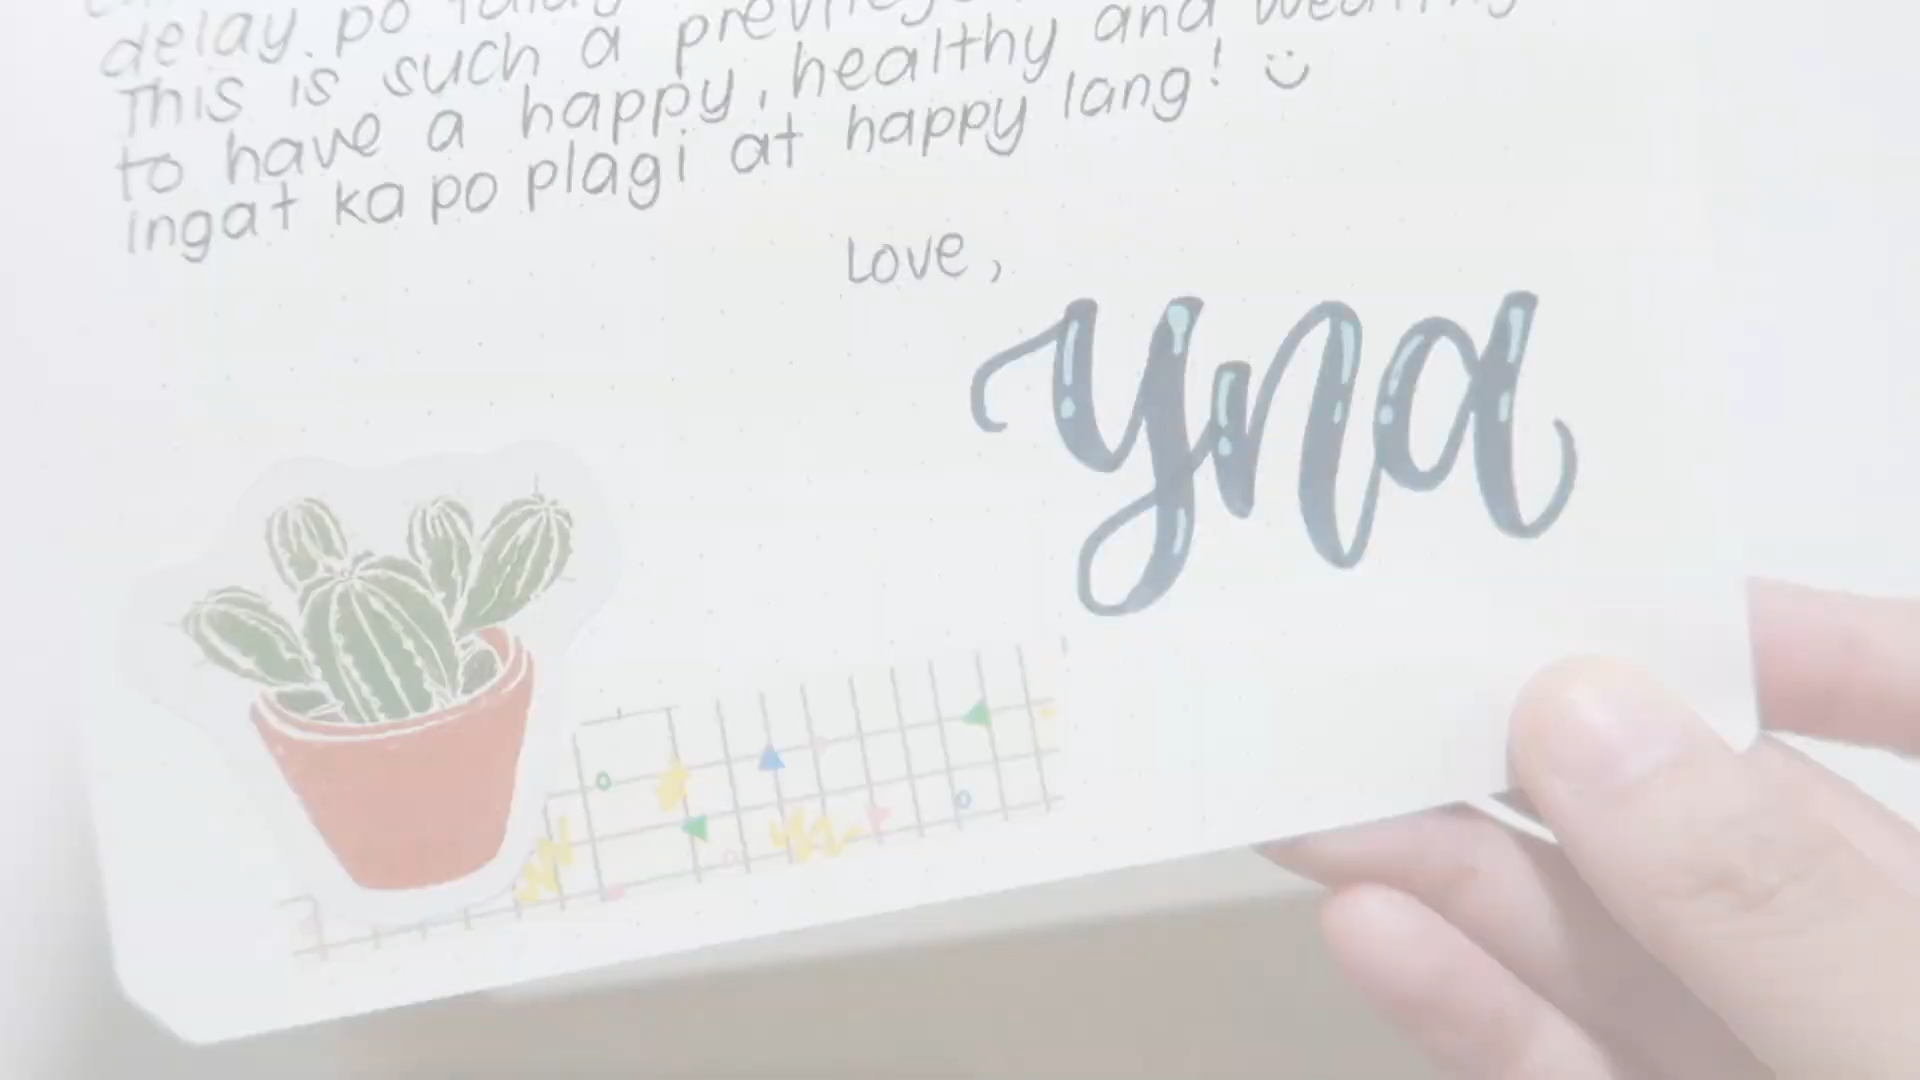 delay. po
This is such a
to have a happy, healthy and
ingat ka po plagi at happy lang! :)
Love,
yna